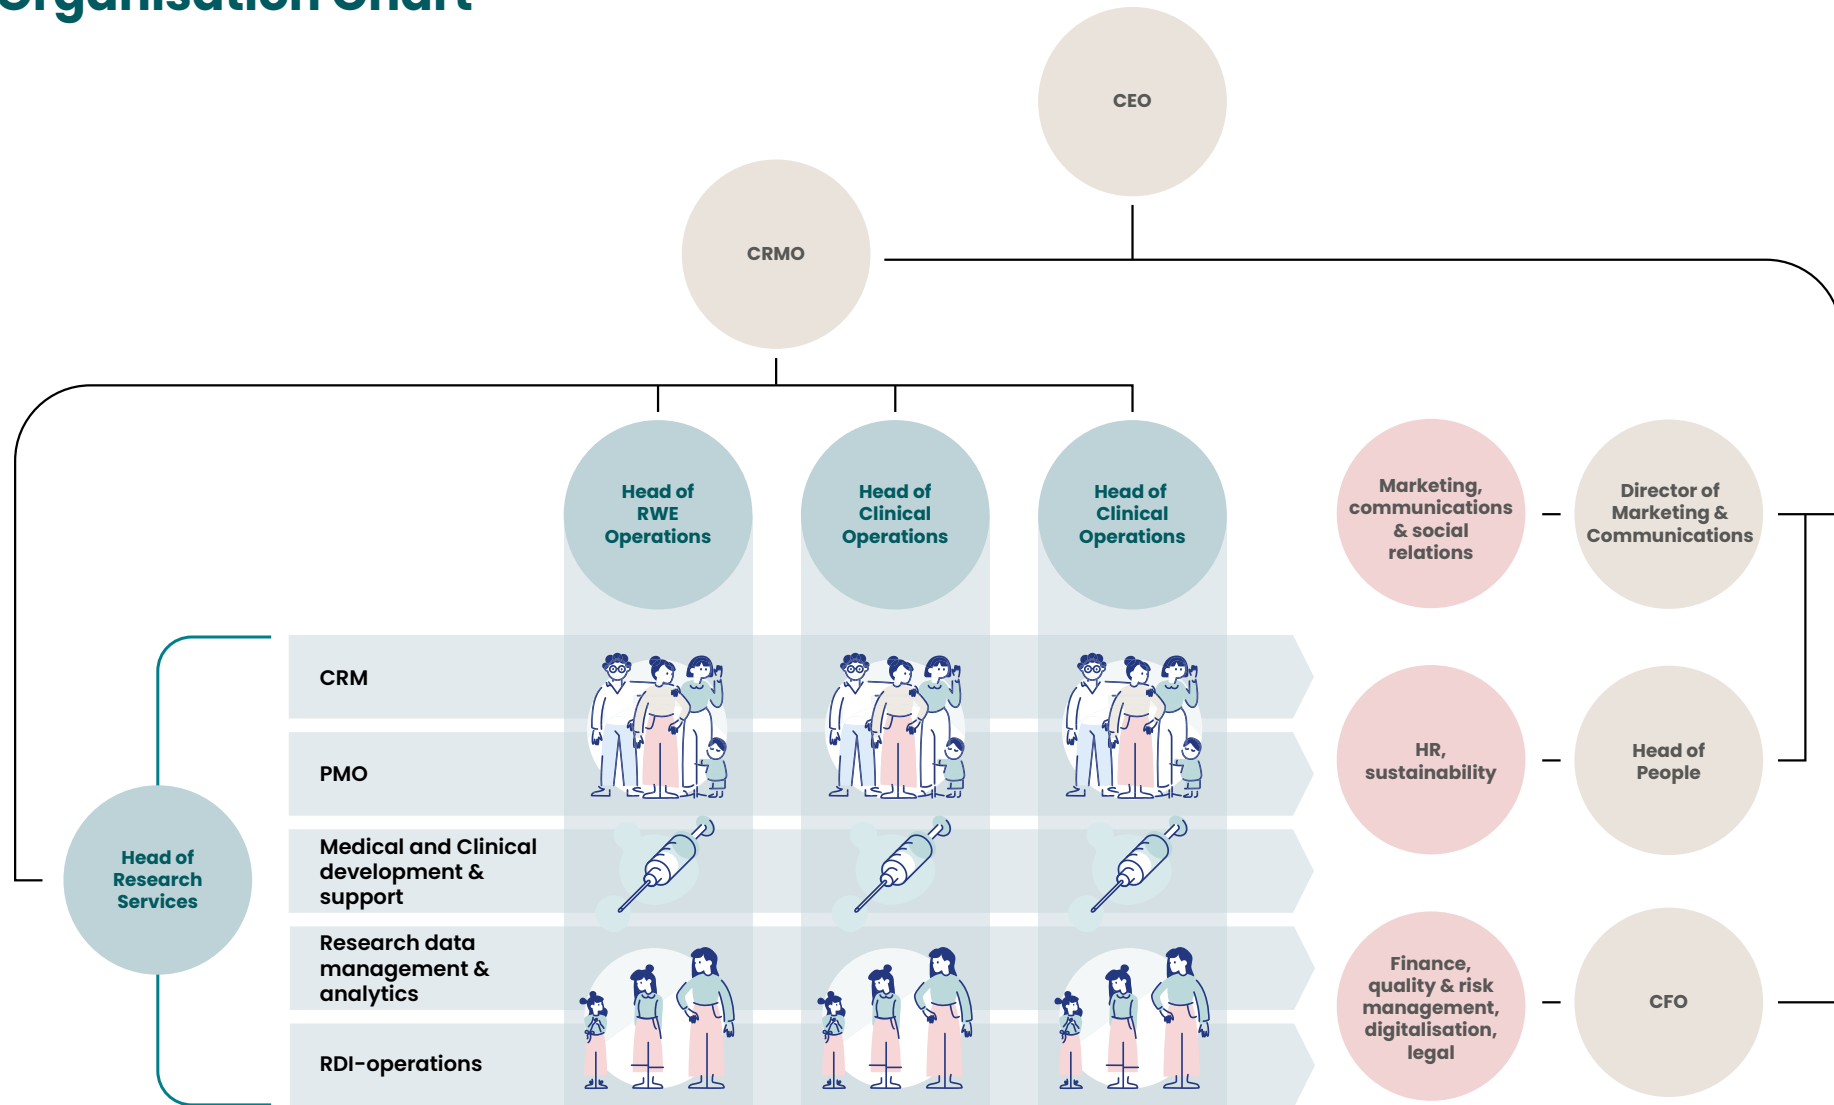 Organisation Chart
CEO
CRMO
Head of
RWE
Operations
Head of
Clinical
Operations
Head of
Clinical
Operations
Marketing,
communications
& social
relations
Director of
Marketing &
Communications
CRM
PMO
Medical and Clinical
development &
support
Research data
management &
analytics
RDI-operations
Head of
Research
Services
HR,
sustainability
Head of
People
Finance,
quality & risk
management,
digitalisation,
legal
CFO